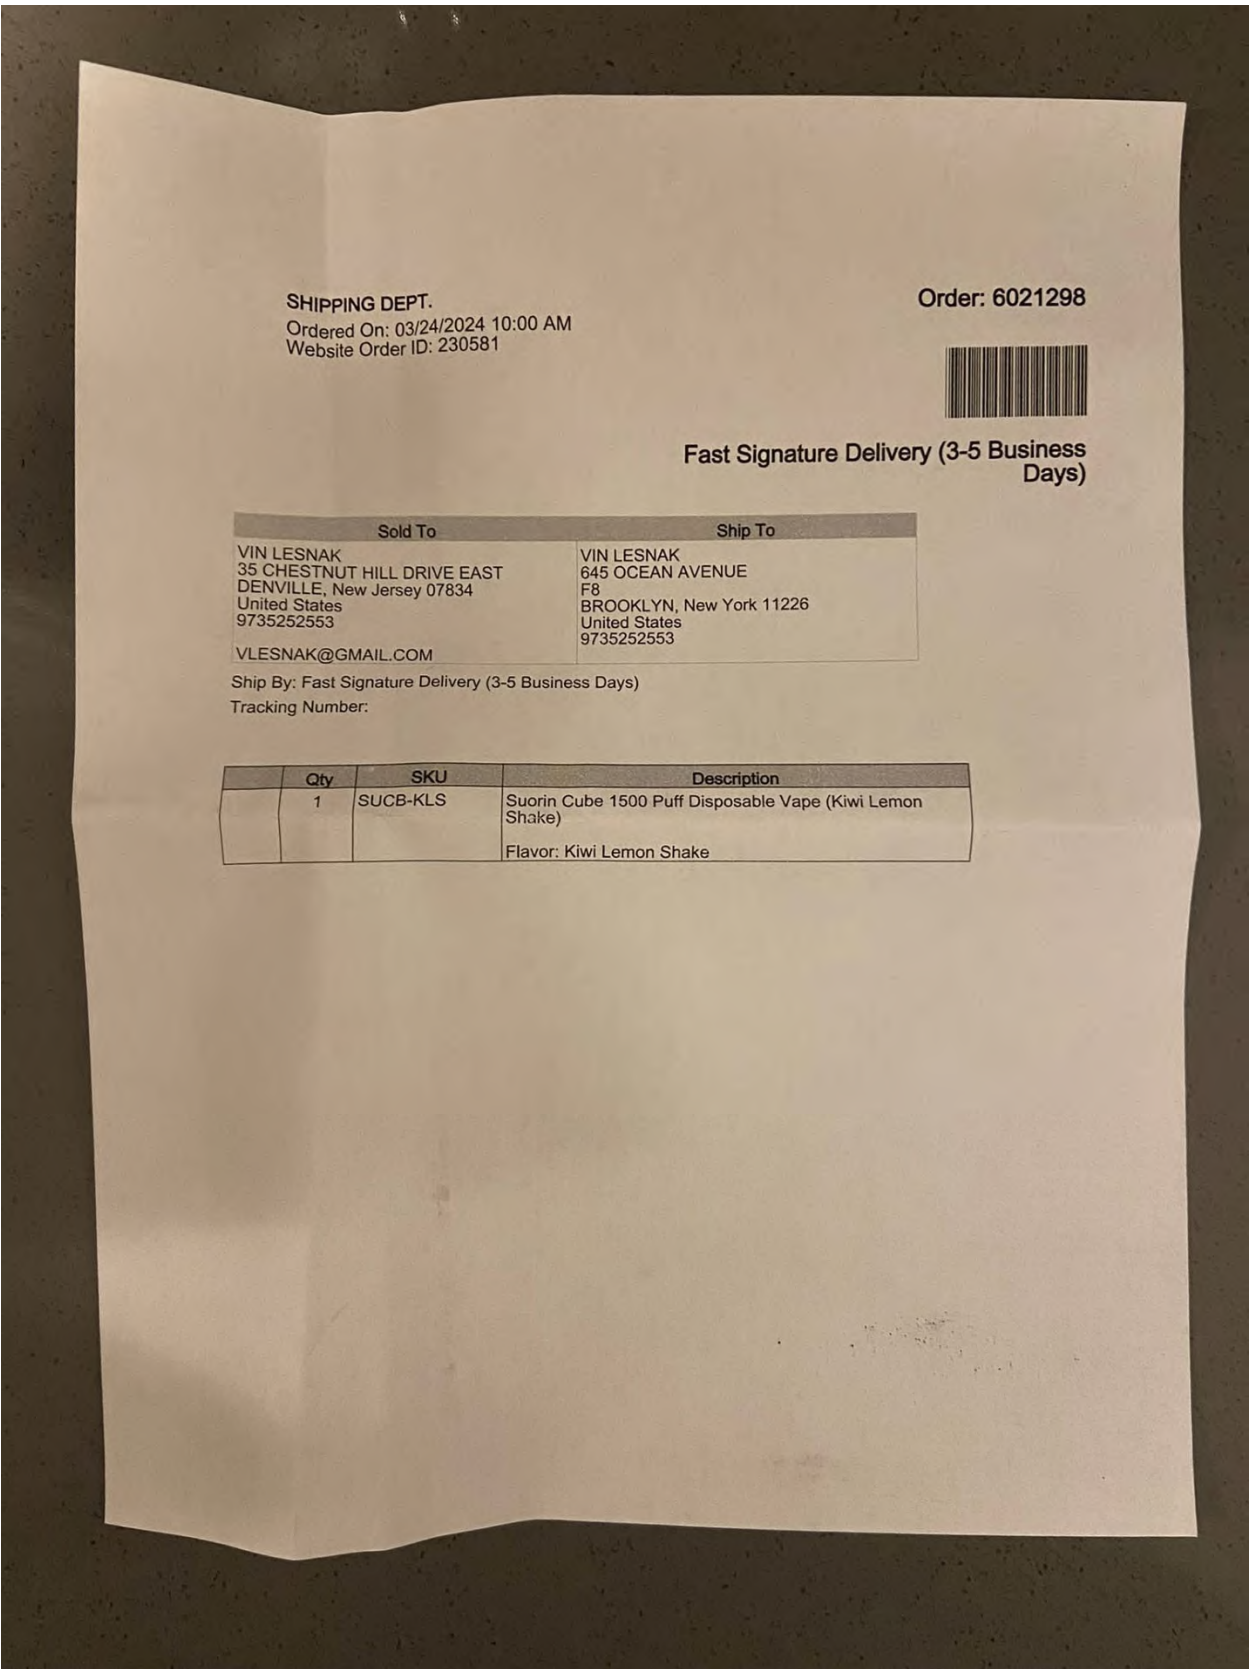 SHIPPING DEPT.
Ordered On: 03/24/2024 10:00 AM
Website Order ID: 230581
Order: 6021298
Fast Signature Delivery (3-5 Business
Days)
Sold To
VIN LESNAK
35 CHESTNUT HILL DRIVE EAST
DENVILLE, New Jersey 07834
United States
9735252553
VLESNAK@GMAIL.COM
Ship To
VIN LESNAK
645 OCEAN AVENUE
F8
BROOKLYN, New York 11226
United States
9735252553
Ship By: Fast Signature Delivery (3-5 Business Days)
Tracking Number:
Qty SKU Description
1 SUCB-KLS Suorin Cube 1500 Puff Disposable Vape (Kiwi Lemon
Shake)
Flavor: Kiwi Lemon Shake